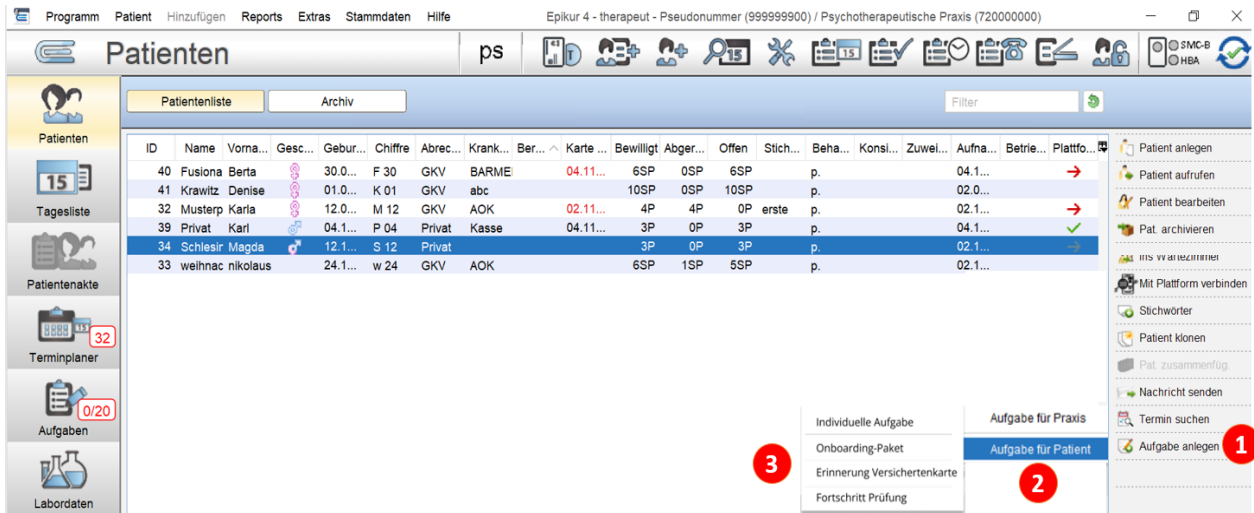 Programm Patient Hinzufügen Reports Extras Stammdaten Hilfe Epikur 4 - therapeut - Pseudonummer (999999900) / Psychotherapeutische Praxis (720000000)
Patienten ps 15 15 SMC-B
HBA
Patientenliste Archiv Filter
Patienten
15
Tagesliste
Patientenakte
15
32
Terminplaner
0/20
Aufgaben
Labordaten
ID Name Vorna... Gesc... Gebur... Chiffre Abrec... Krank... Ber... Karte ... Bewilligt Abger... Offen Stich... Beha... Konsi... Zuwei... Aufna... Betrie... Plattfo...
40 Fusiona Berta 30.0... F 30 GKV BARME 04.11... 6SP 0SP 6SP p. 04.1...
41 Krawitz Denise 01.0... K 01 GKV abc 10SP 0SP 10SP p. 02.0...
32 Musterp Karla 12.0... M 12 GKV AOK 02.11... 4P 4P 0P erste p. 02.1...
39 Privat Karl 04.1... P 04 Privat Kasse 04.11... 3P 0P 3P p. 04.1...
34 Schlesir Magda 12.1... S 12 Privat 3P 0P 3P p. 02.1...
33 weihnac nikolaus 24.1... w 24 GKV AOK 6SP 1SP 5SP p. 02.1...
Patient anlegen
Patient aufrufen
Patient bearbeiten
Pat. archivieren
ins Wartezimmer
Mit Plattform verbinden
Stichwörter
Patient klonen
Pat. zusammenfüg.
Nachricht senden
Termin suchen
Aufgabe anlegen 1
Aufgabe für Praxis
Aufgabe für Patient
2
Individuelle Aufgabe
Onboarding-Paket
Erinnerung Versichertenkarte
Fortschritt Prüfung
3